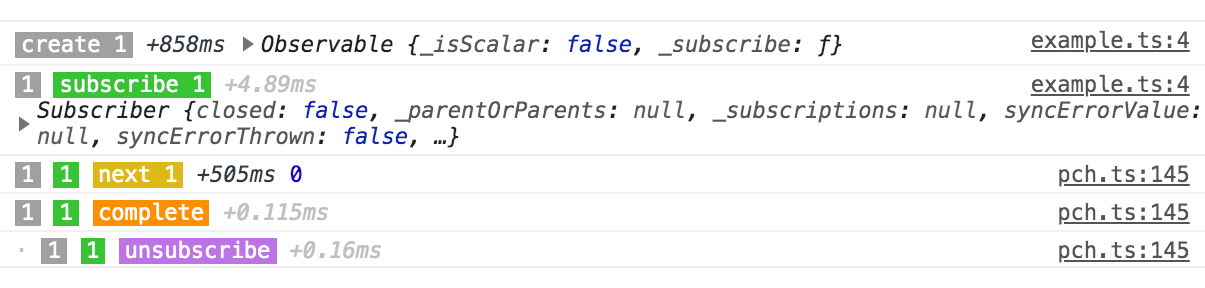 create 1 +858ms ▶Observable {_isScalar: false, _subscribe: ƒ} example.ts:4
1 subscribe 1 +4.89ms example.ts:4
▶ Subscriber {closed: false, _parentOrParents: null, _subscriptions: null, syncErrorValue:
null, syncErrorThrown: false, …}
1 1 next 1 +505ms 0 pch.ts:145
1 1 complete +0.115ms pch.ts:145
· 1 1 unsubscribe +0.16ms pch.ts:145